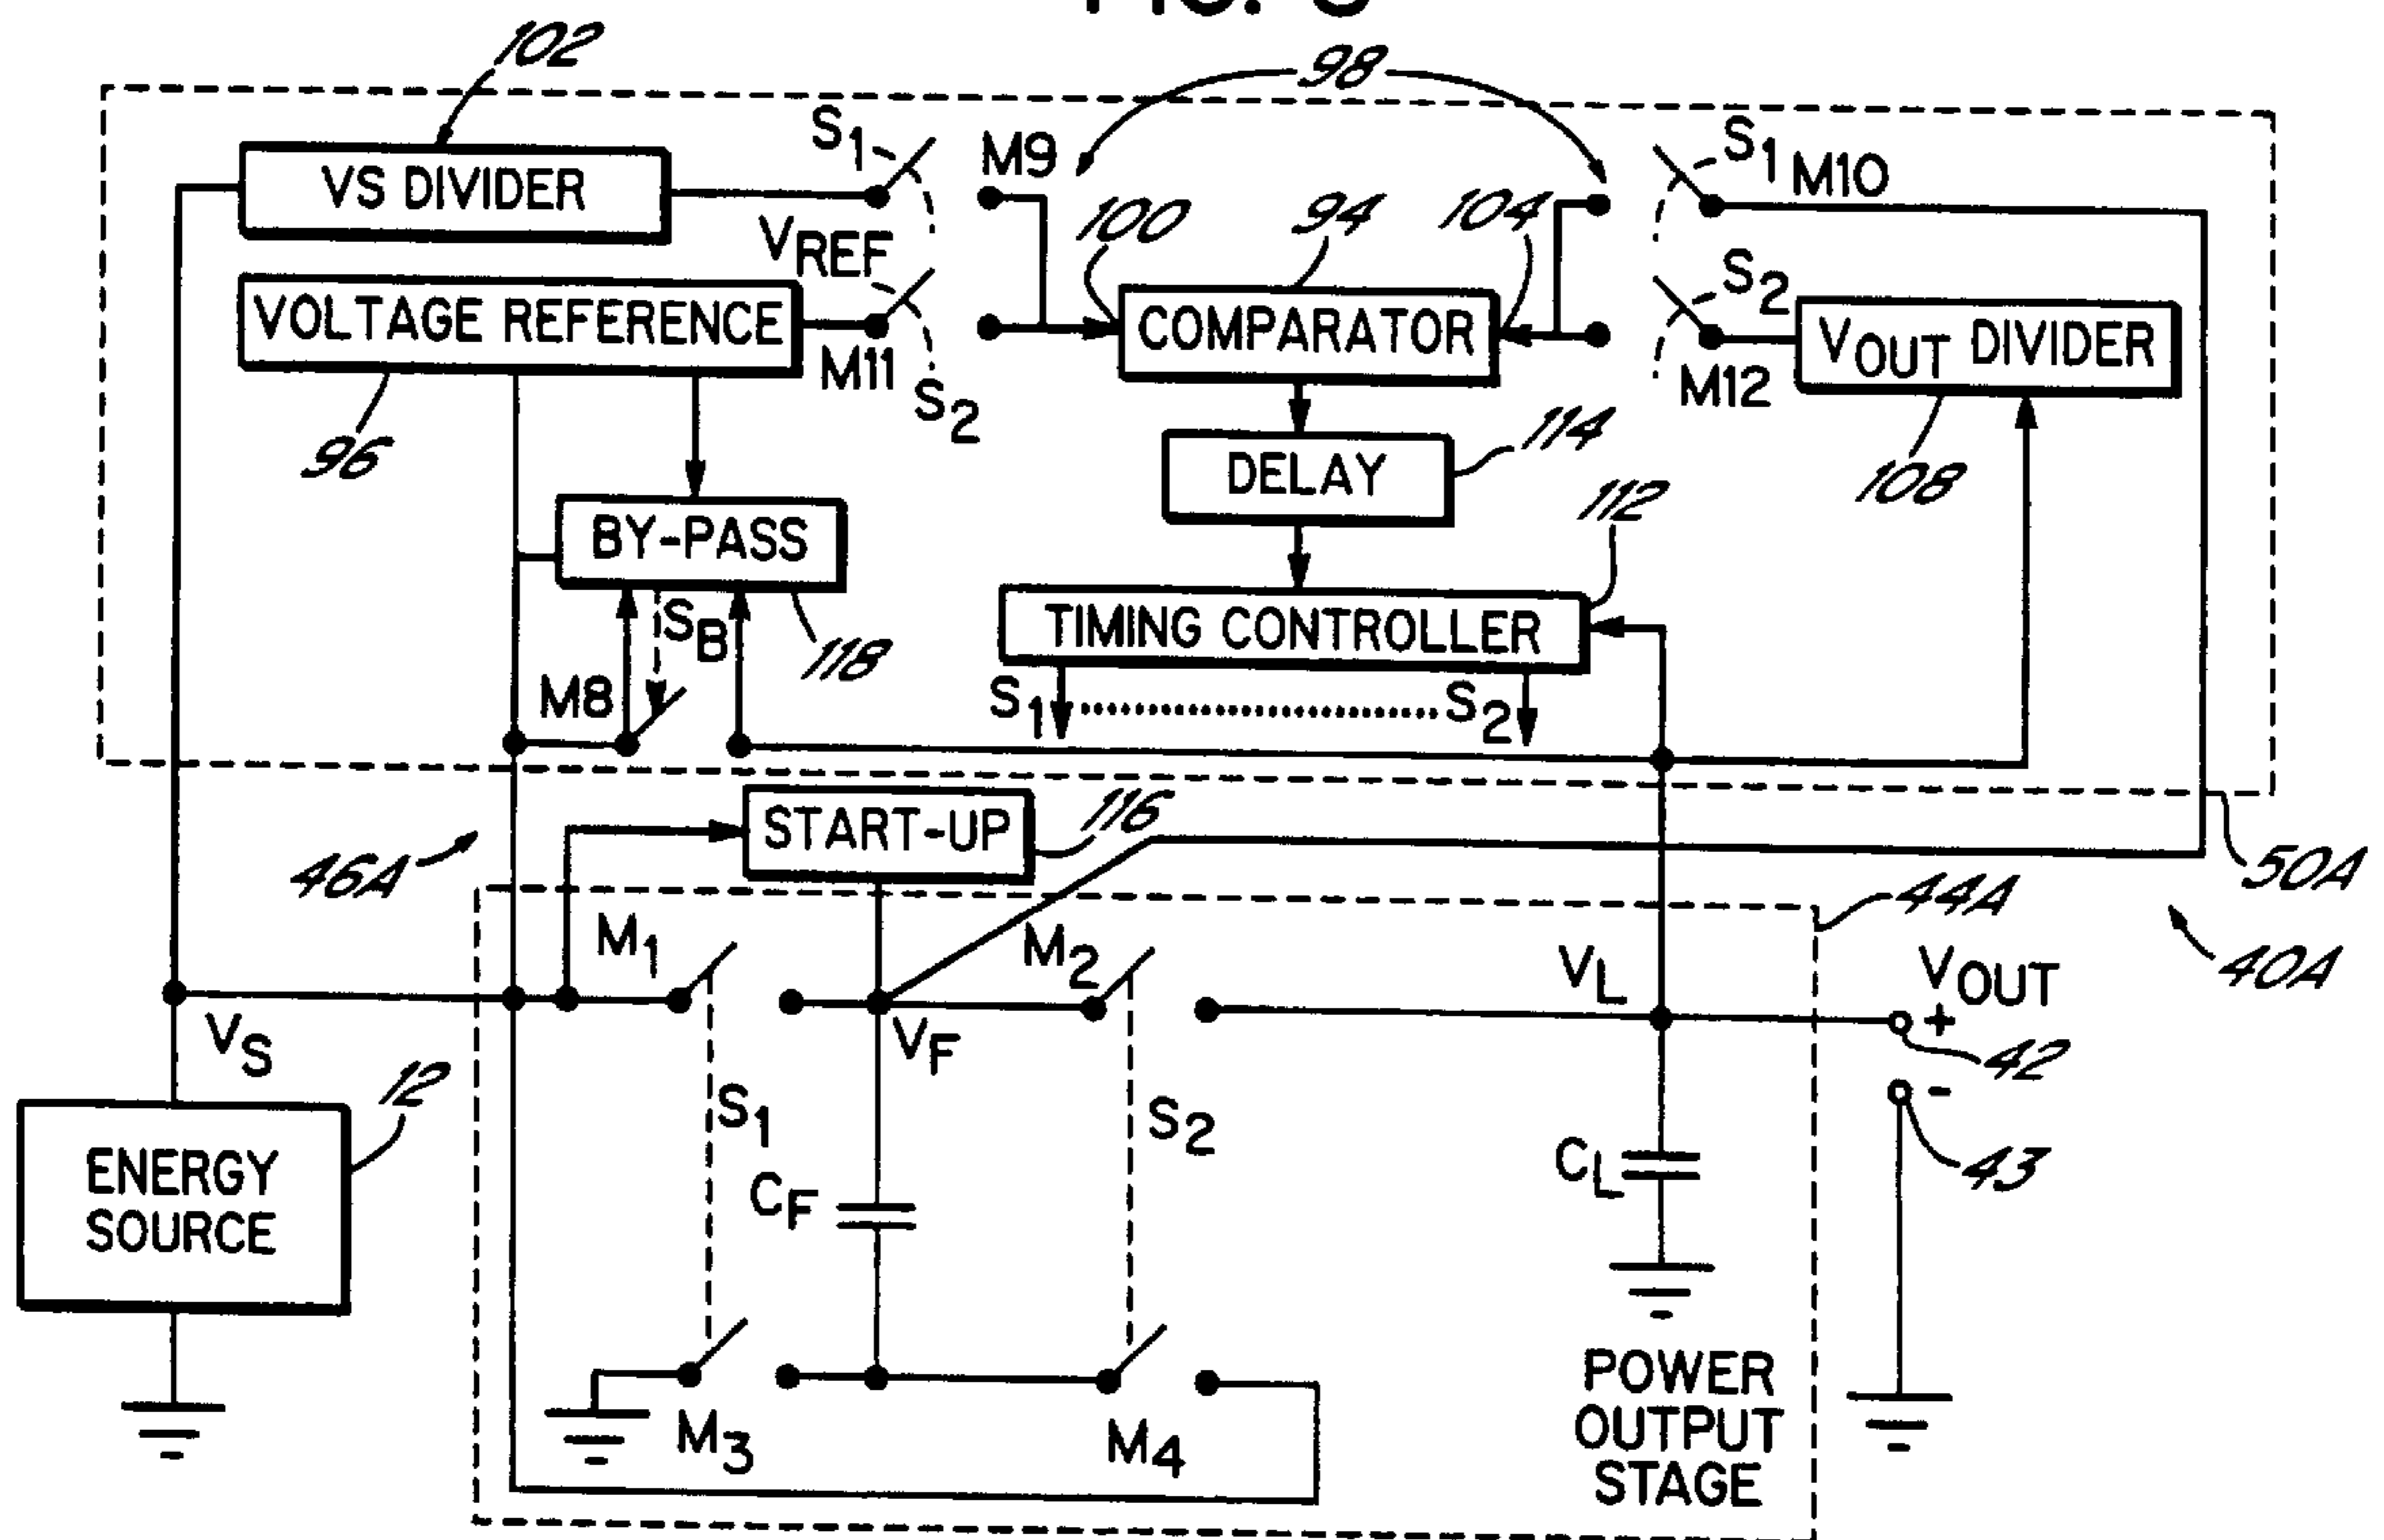 102
98
S1
M9
S1 M10
VS DIVIDER
100
94
104
VREF
S2
VOLTAGE REFERENCE
COMPARATOR
VOUT DIVIDER
M11
S2
M12
96
114
DELAY
108
112
BY-PASS
SB
TIMING CONTROLLER
118
M8
S1
S2
START-UP
116
46A
50A
44A
M1
M2
VL
VOUT
40A
VS
VF
+
42
12
-
S1
S2
43
ENERGY
SOURCE
CF
CL
M3
M4
POWER
OUTPUT
STAGE